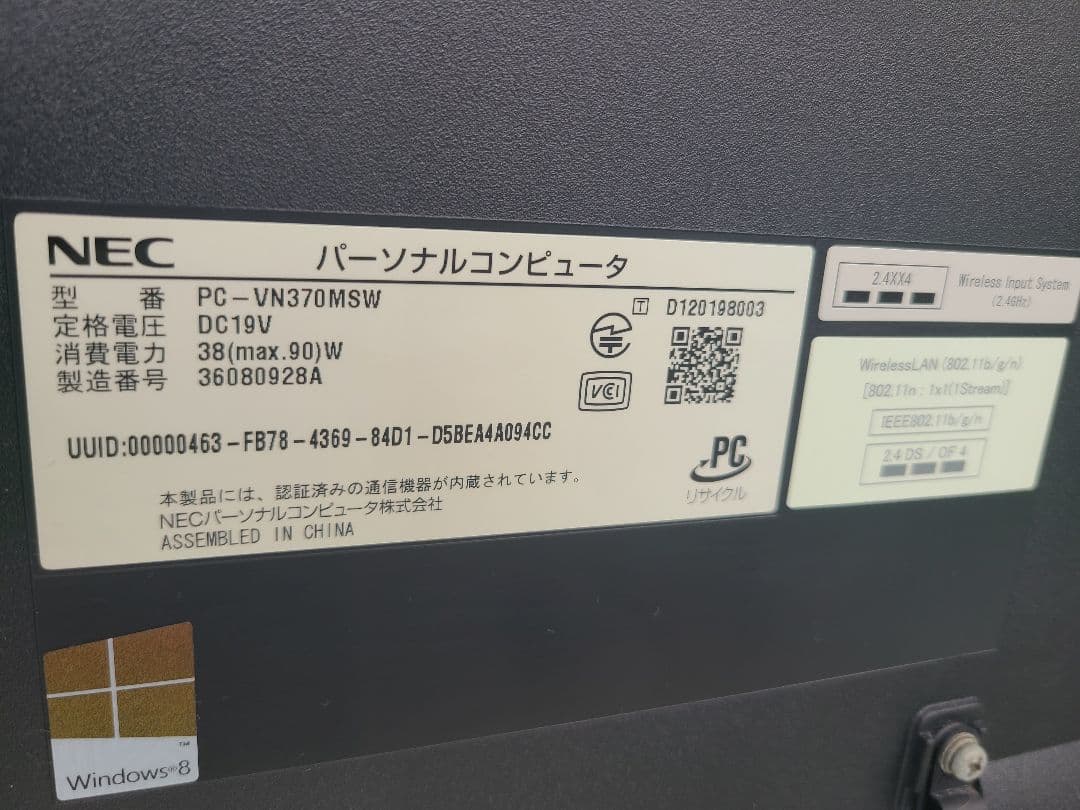 NEC パーソナルコンピュータ
型番 PC-VN370MSW
定格電圧 DC19V
消費電力 38(max.90)W
製造番号 36080928A
T D120198003
VCI
UUID:00000463-FB78-4369-84D1-D5BEA4A094CC
PC
リサイクル
本製品には、認証済みの通信機器が内蔵されています。
NECパーソナルコンピュータ株式会社
ASSEMBLED IN CHINA
2.4XX4
Wireless Input System
(2.4GHz)
WirelessLAN (802.11b/g/n)
[802.11n : 1x1(1Stream)]
IEEE802.11b/g/n
2.4 DS / OF 4
Windows®8
TM